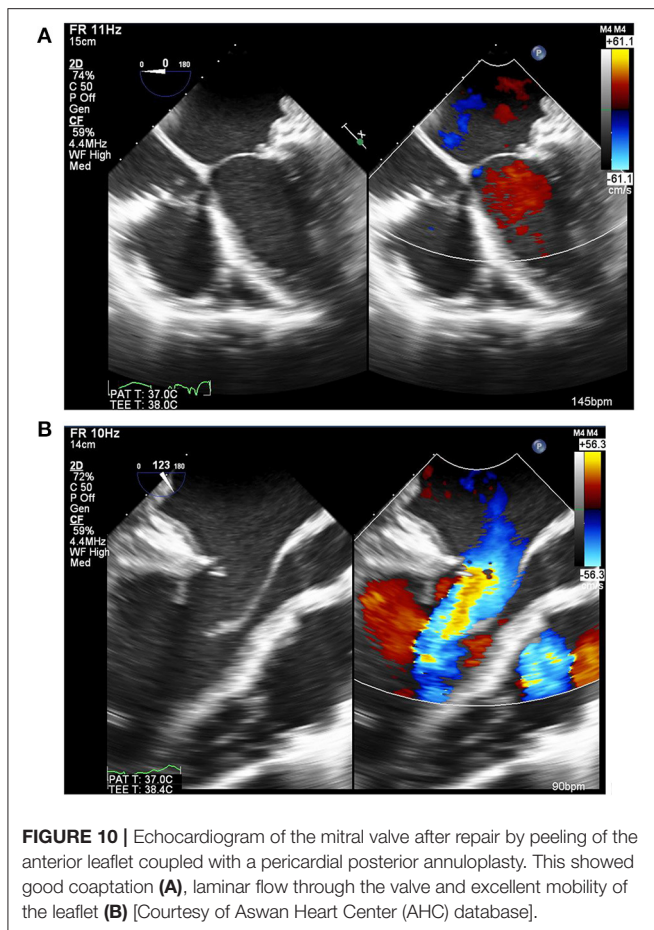 A
FR 11Hz
15cm
M4 M4
+61.1
2D
74%
C 50
P Off
Gen
CF
59%
4.4MHz
WF High
Med
0 0 180
P
X
-61.1
cm/s
PAT T: 37.0C
TEE T: 38.0C
145bpm
B
FR 10Hz
14cm
M4 M4
+56.3
2D
72%
C 50
P Off
Gen
CF
59%
4.4MHz
WF High
Med
0 123 180
P
-56.3
PAT T: 37.0C
TEE T: 38.4C
90bpm
FIGURE 10 | Echocardiogram of the mitral valve after repair by peeling of the
anterior leaflet coupled with a pericardial posterior annuloplasty. This showed
good coaptation (A), laminar flow through the valve and excellent mobility of
the leaflet (B) [Courtesy of Aswan Heart Center (AHC) database].